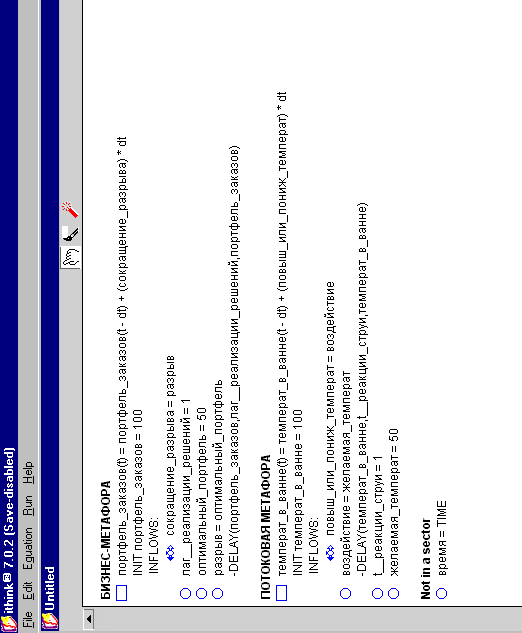 ithink® 7.0.2 (Save-disabled)
File Edit Equation Run Help
Untitled
БИЗНЕС-МЕТАФОРА
портфель_заказов(t) = портфель_заказов(t - dt) + (сокращение_разрыва) * dt
INIT портфель_заказов = 100
INFLOWS:
сокращение_разрыва = разрыв
лаг__реализации_решений = 1
оптимальный_портфель = 50
разрыв = оптимальный_портфель
-DELAY(портфель_заказов,лаг__реализации_решений,портфель_заказов)
ПОТОКОВАЯ МЕТАФОРА
температ_в_ванне(t) = температ_в_ванне(t - dt) + (повыш_или_пониж_температ) * dt
INIT температ_в_ванне = 100
INFLOWS:
повыш_или_пониж_температ = воздействие
воздействие = желаемая_температ
-DELAY(температ_в_ванне,t__реакции_струи,температ_в_ванне)
t__реакции_струи = 1
желаемая_температ = 50
Not in a sector
время = TIME